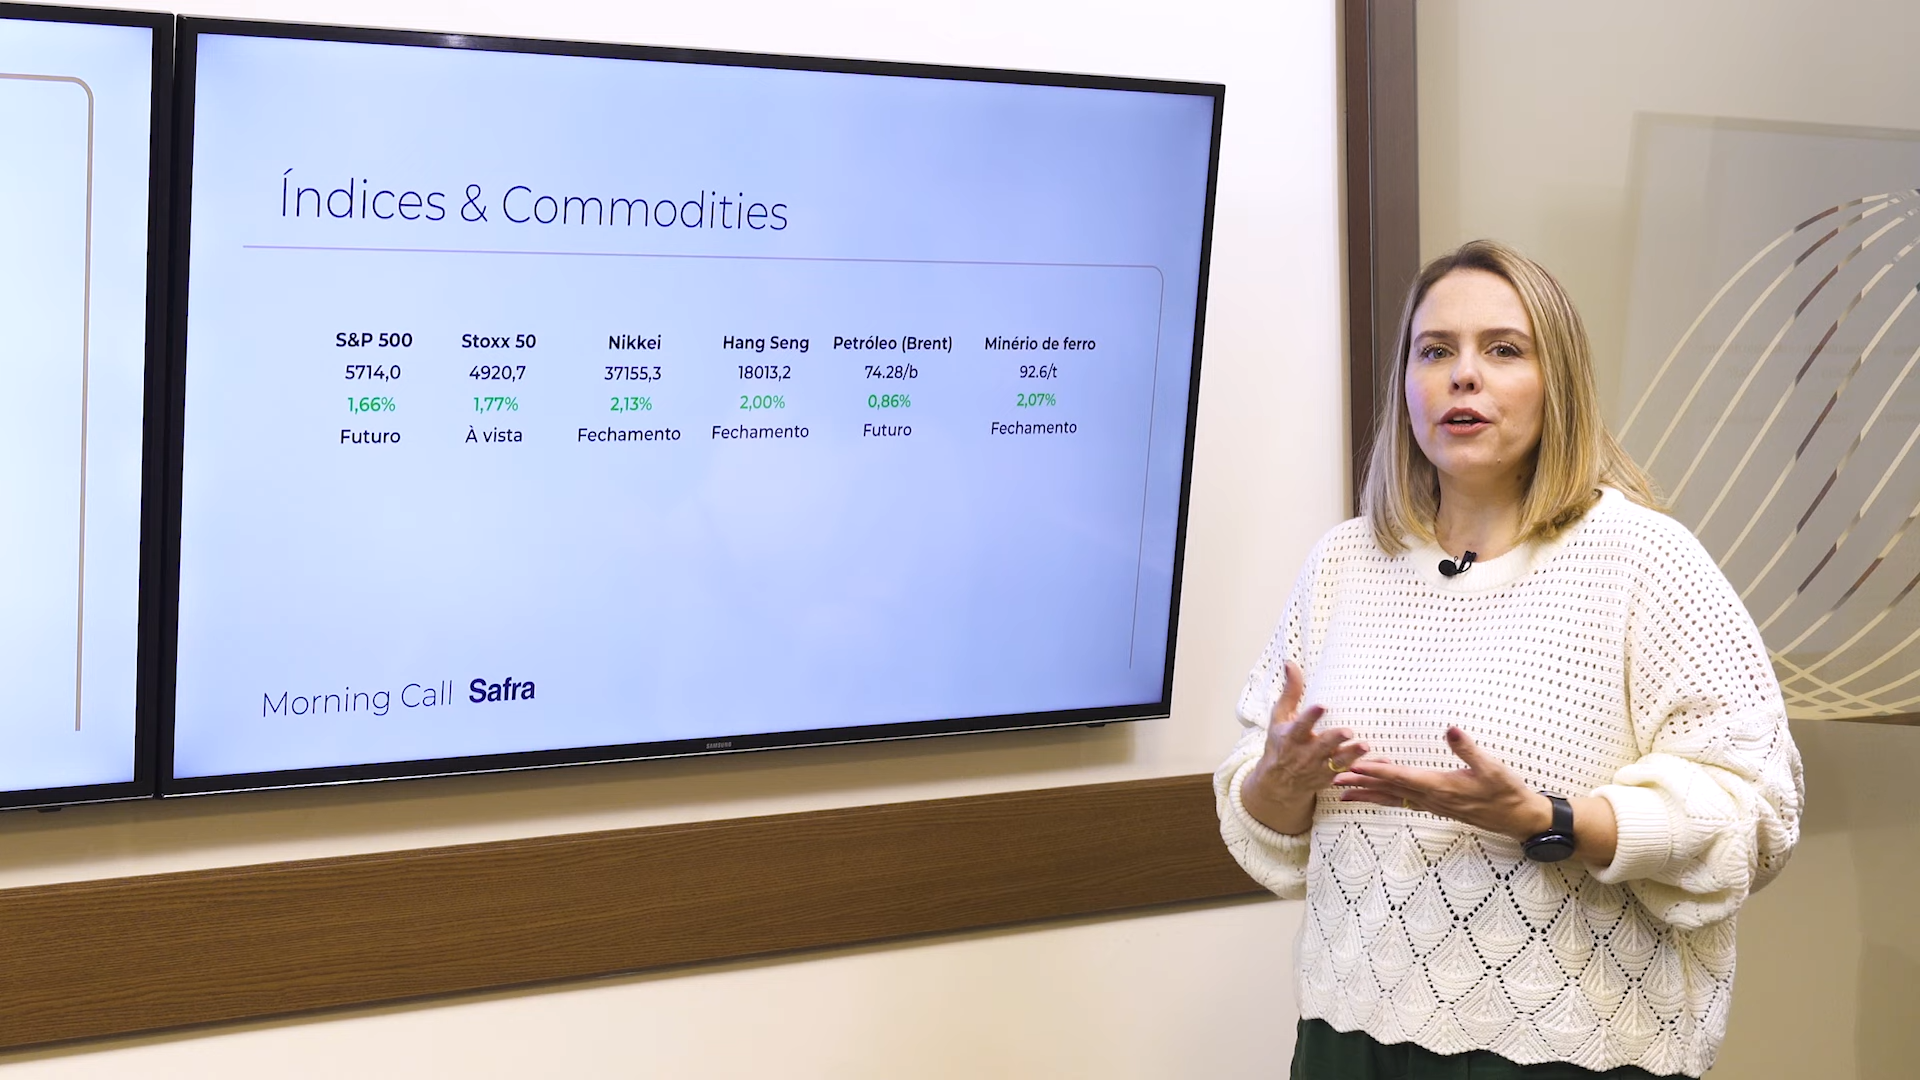 Índices & Commodities
S&P 500 Stoxx 50 Nikkei Hang Seng Petróleo (Brent) Minério de ferro
5714,0 4920,7 37155,3 18013,2 74.28/b 92.6/t
1,66% 1,77% 2,13% 2,00% 0,86% 2,07%
Futuro À vista Fechamento Fechamento Futuro Fechamento
Morning Call Safra
SAMSUNG